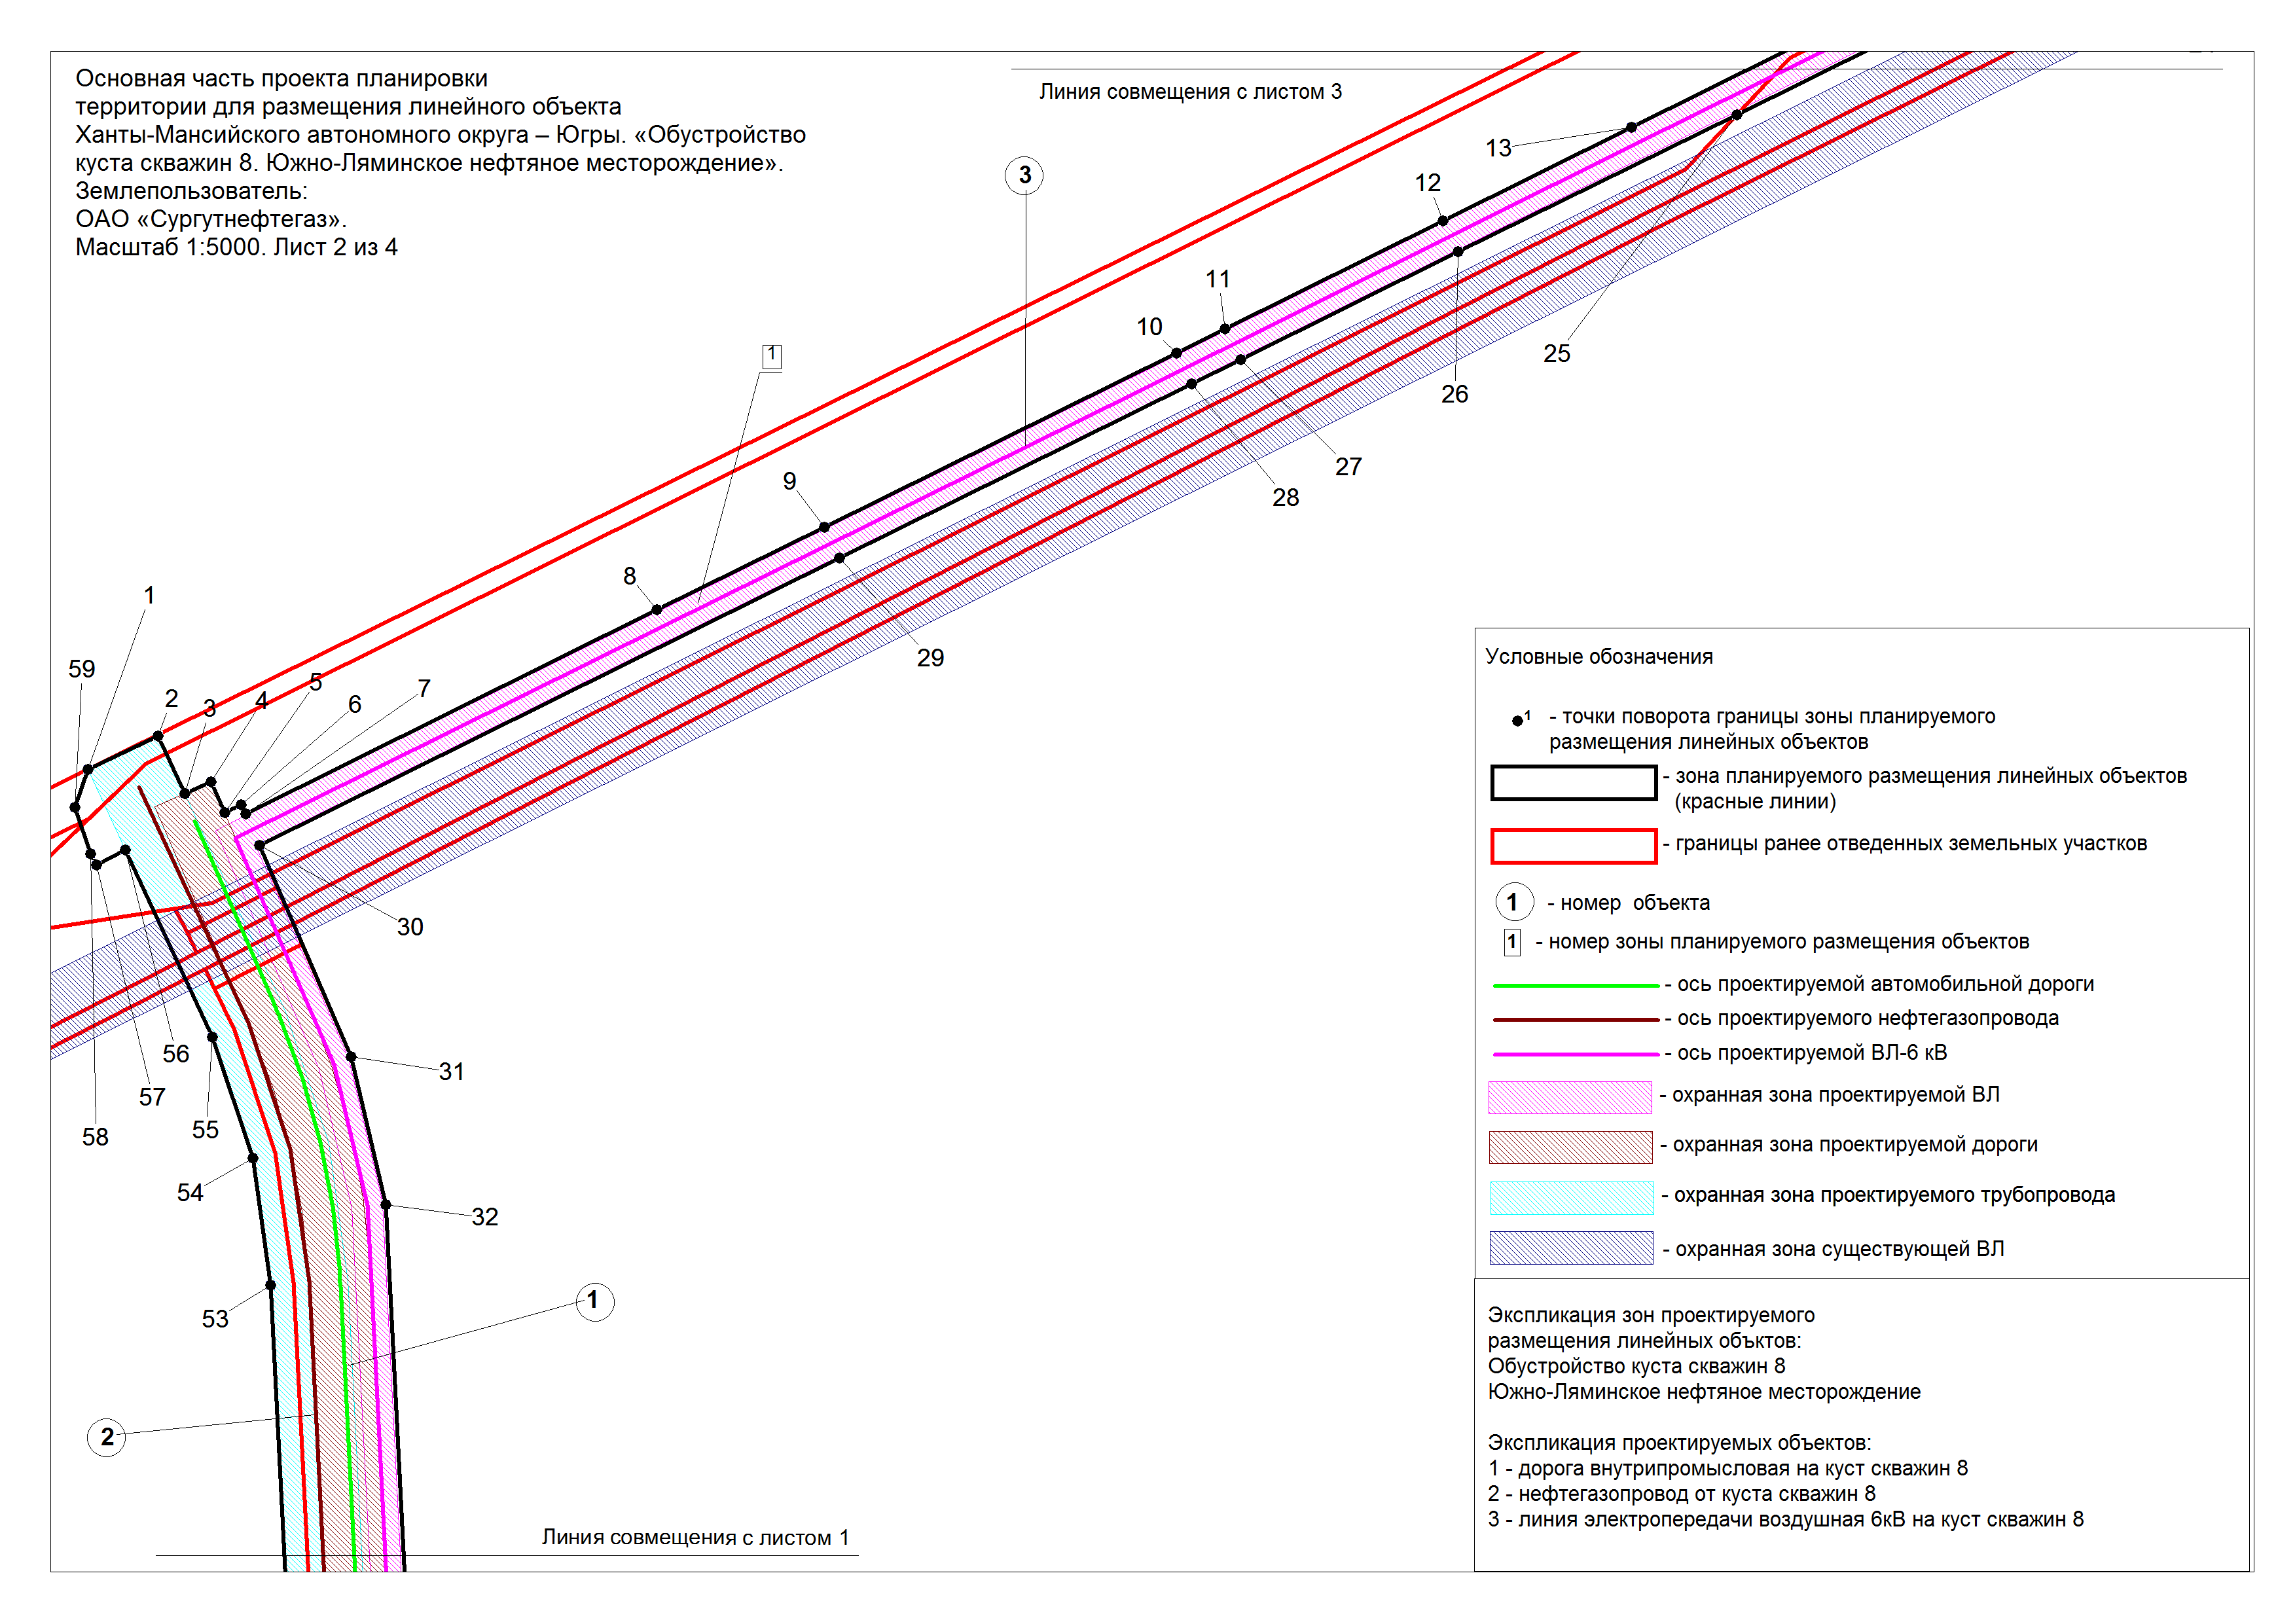 Основная часть проекта планировки
территории для размещения линейного объекта
Ханты-Мансийского автономного округа – Югры. «Обустройство
куста скважин 8. Южно-Ляминское нефтяное месторождение».
Землепользователь:
ОАО «Сургутнефтегаз».
Масштаб 1:5000. Лист 2 из 4
Линия совмещения с листом 3
13
3
12
11
10
1
25
26
27
28
9
8
29
1
59
2
3
4
5
6
7
30
31
56
57
55
58
54
32
53
1
2
Линия совмещения с листом 1
Условные обозначения
1 - точки поворота границы зоны планируемого
размещения линейных объектов
- зона планируемого размещения линейных объектов
(красные линии)
- границы ранее отведенных земельных участков
1 - номер объекта
1 - номер зоны планируемого размещения объектов
- ось проектируемой автомобильной дороги
- ось проектируемого нефтегазопровода
- ось проектируемой ВЛ-6 кВ
- охранная зона проектируемой ВЛ
- охранная зона проектируемой дороги
- охранная зона проектируемого трубопровода
- охранная зона существующей ВЛ
Экспликация зон проектируемого
размещения линейных объктов:
Обустройство куста скважин 8
Южно-Ляминское нефтяное месторождение
Экспликация проектируемых объектов:
1 - дорога внутрипромысловая на куст скважин 8
2 - нефтегазопровод от куста скважин 8
3 - линия электропередачи воздушная 6кВ на куст скважин 8